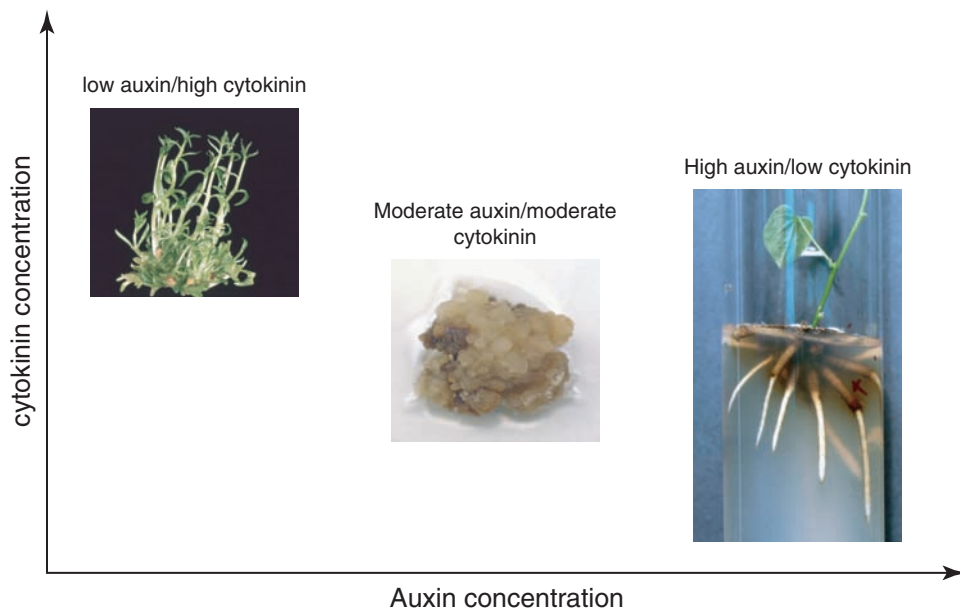 low auxin/high cytokinin
High auxin/low cytokinin
Moderate auxin/moderate
cytokinin
cytokinin concentration
Auxin concentration